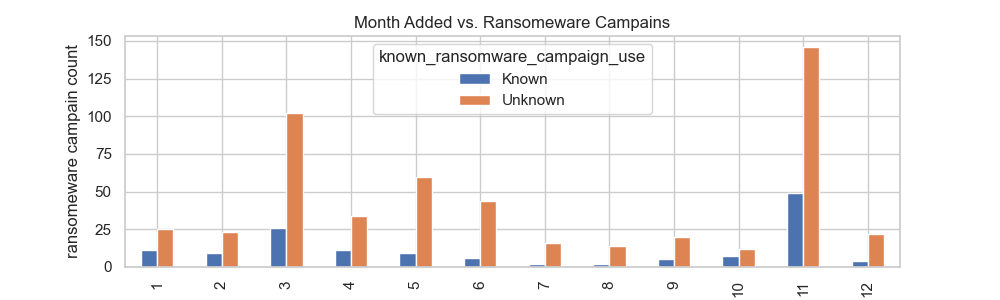 Month Added vs. Ransomeware Campains
ransomeware campain count
150
125
100
75
50
25
0
known_ransomware_campaign_use
Known
Unknown
1 2 3 4 5 6 7 8 9 10 11 12